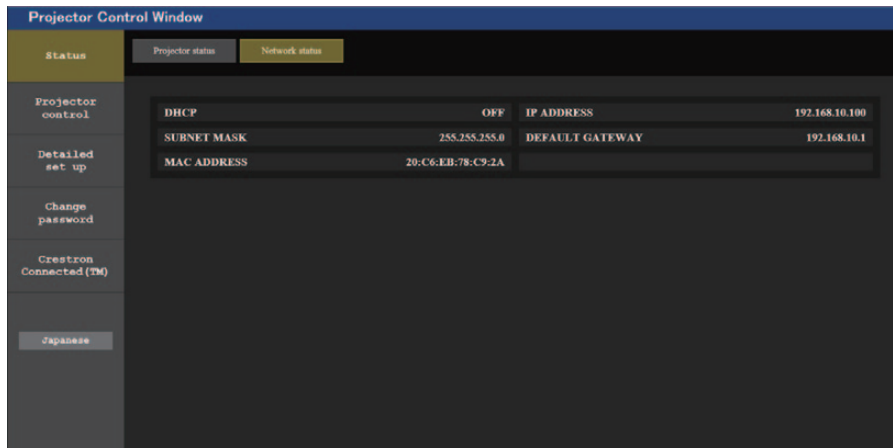 Projector Control Window
Status
Projector status
Network status
Projector
control
Detailed
set up
Change
password
Crestron
Connected(TM)
Japanese
DHCP OFF IP ADDRESS 192.168.10.100
SUBNET MASK 255.255.255.0 DEFAULT GATEWAY 192.168.10.1
MAC ADDRESS 20:C6:EB:78:C9:2A